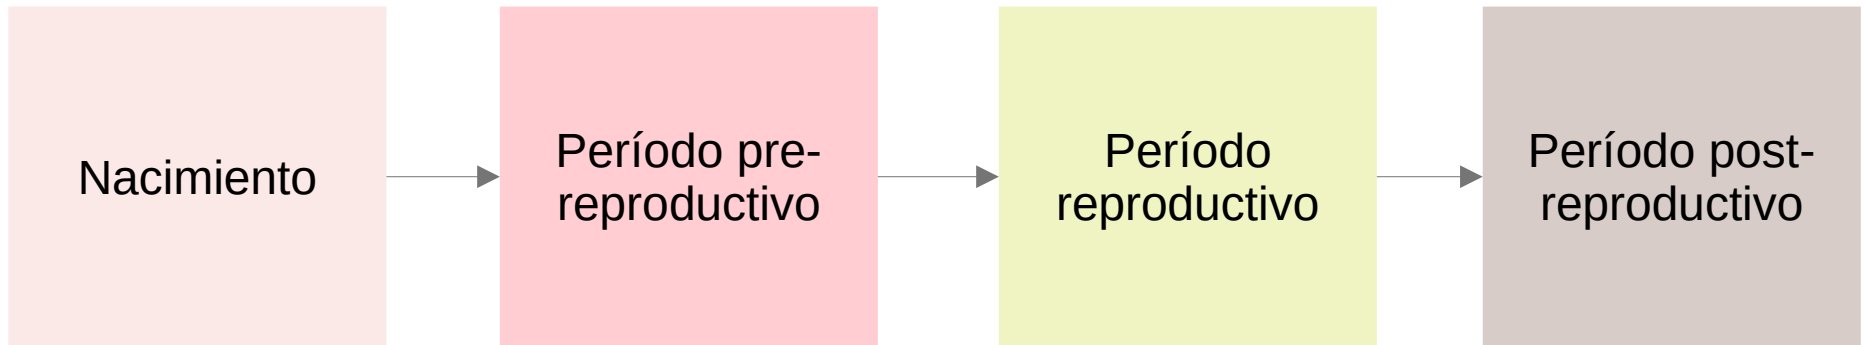 Nacimiento
Período pre-
reproductivo
Período
reproductivo
Período post-
reproductivo